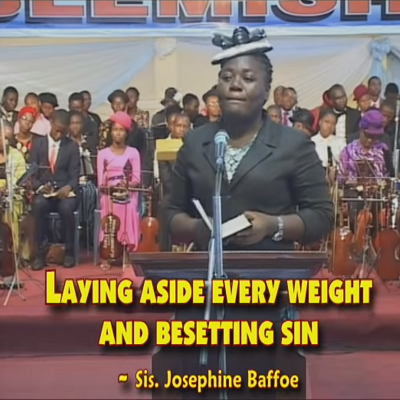 LAYING ASIDE EVERY WEIGHT
AND BESETTING SIN
~ Sis. Josephine Baffoe